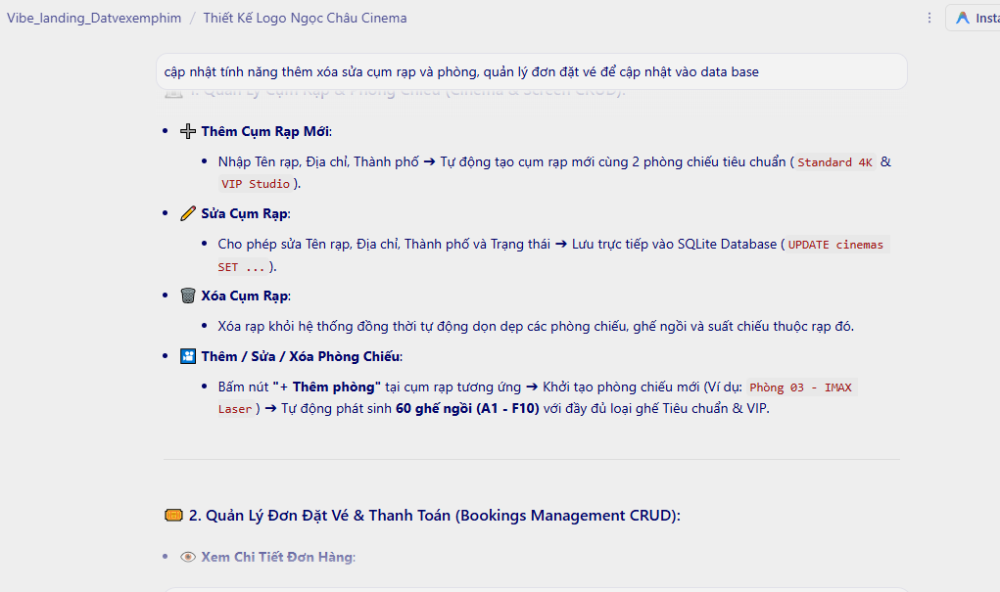 Vibe_landing_Datvexemphim / Thiết Kế Logo Ngọc Châu Cinema
Insta
cập nhật tính năng thêm xóa sửa cụm rạp và phòng, quản lý đơn đặt vé để cập nhật vào data base
1. Quản Lý Cụm Rạp & Phòng Chiếu (Cinema & Screen CRUD):
Thêm Cụm Rạp Mới:
Nhập Tên rạp, Địa chỉ, Thành phố ➔ Tự động tạo cụm rạp mới cùng 2 phòng chiếu tiêu chuẩn ( Standard 4K &
VIP Studio ).
Sửa Cụm Rạp:
Cho phép sửa Tên rạp, Địa chỉ, Thành phố và Trạng thái ➔ Lưu trực tiếp vào SQLite Database ( UPDATE cinemas
SET ... ).
Xóa Cụm Rạp:
Xóa rạp khỏi hệ thống đồng thời tự động dọn dẹp các phòng chiếu, ghế ngồi và suất chiếu thuộc rạp đó.
Thêm / Sửa / Xóa Phòng Chiếu:
Bấm nút "+ Thêm phòng" tại cụm rạp tương ứng ➔ Khởi tạo phòng chiếu mới (Ví dụ: Phòng 03 - IMAX
Laser ) ➔ Tự động phát sinh 60 ghế ngồi (A1 - F10) với đầy đủ loại ghế Tiêu chuẩn & VIP.
2. Quản Lý Đơn Đặt Vé & Thanh Toán (Bookings Management CRUD):
Xem Chi Tiết Đơn Hàng: